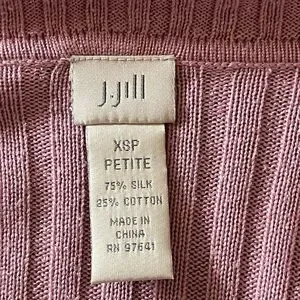 J.Jill
XSP
PETITE
75% SILK
25% COTTON
MADE IN
CHINA
RN 97641